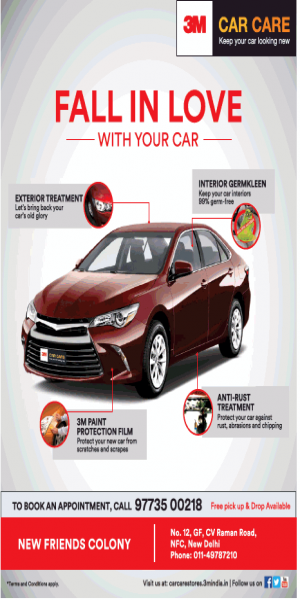 3M CAR CARE
Keep your car looking new
FALL IN LOVE
WITH YOUR CAR
EXTERIOR TREATMENT
Let's bring back your
car's old glory
INTERIOR GERMKLEEN
Keep your car interiors
99% germ-free
3M CAR CARE
3M PAINT
PROTECTION FILM
Protect your new car from
scratches and scrapes
ANTI-RUST
TREATMENT
Protect your car against
rust, abrasions and chipping
TO BOOK AN APPOINTMENT, CALL 97735 00218 Free pick up & Drop Available
NEW FRIENDS COLONY
No. 12, GF, CV Raman Road,
NFC, New Delhi
Phone: 011-49787210
*Terms and Conditions apply.
Visit us at: carcarestores.3mindia.in | Follow us on